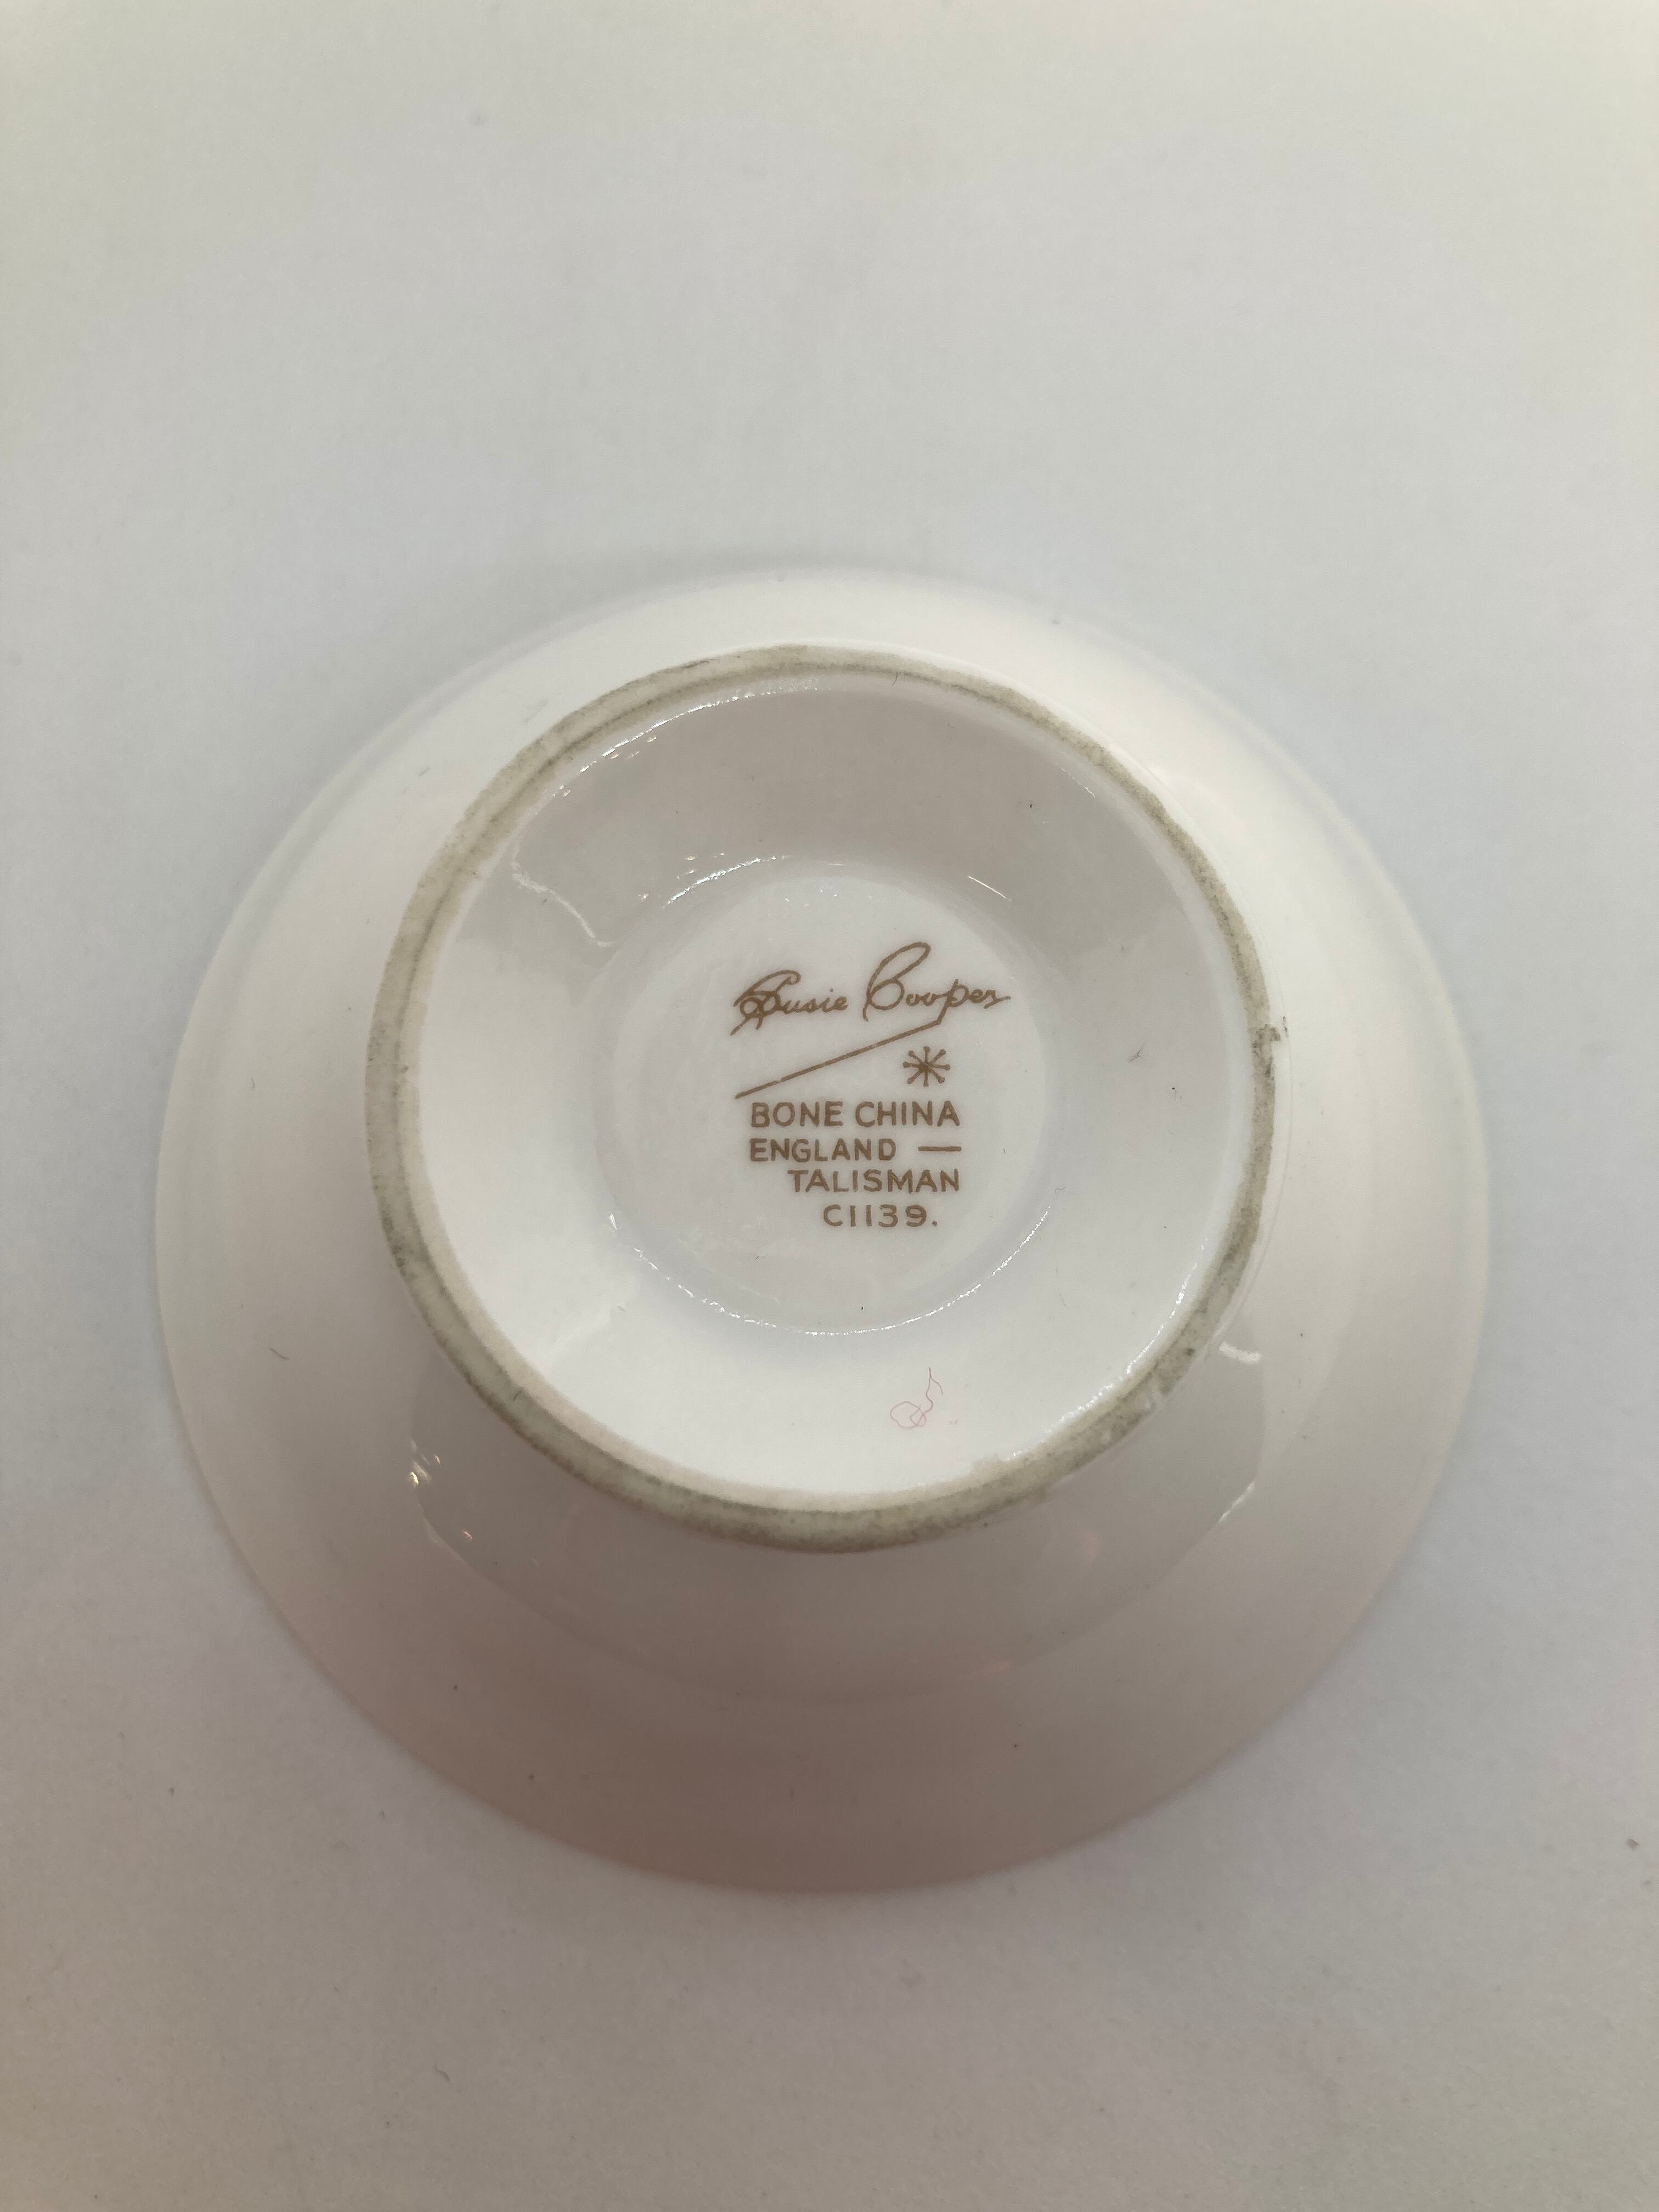 Susie Cooper
BONE CHINA
ENGLAND —
TALISMAN
C1139.